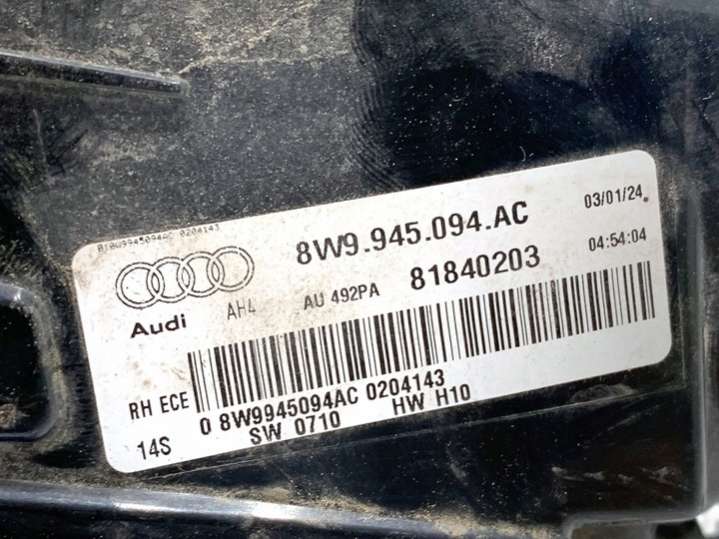 B10W9945094AC 0204143
8W9.945.094.AC
03/01/24
Audi
AH4
AU 492PA
81840203
04:54:04
RH ECE
0 8W9945094AC 0204143
14S
SW 0710
HW H10